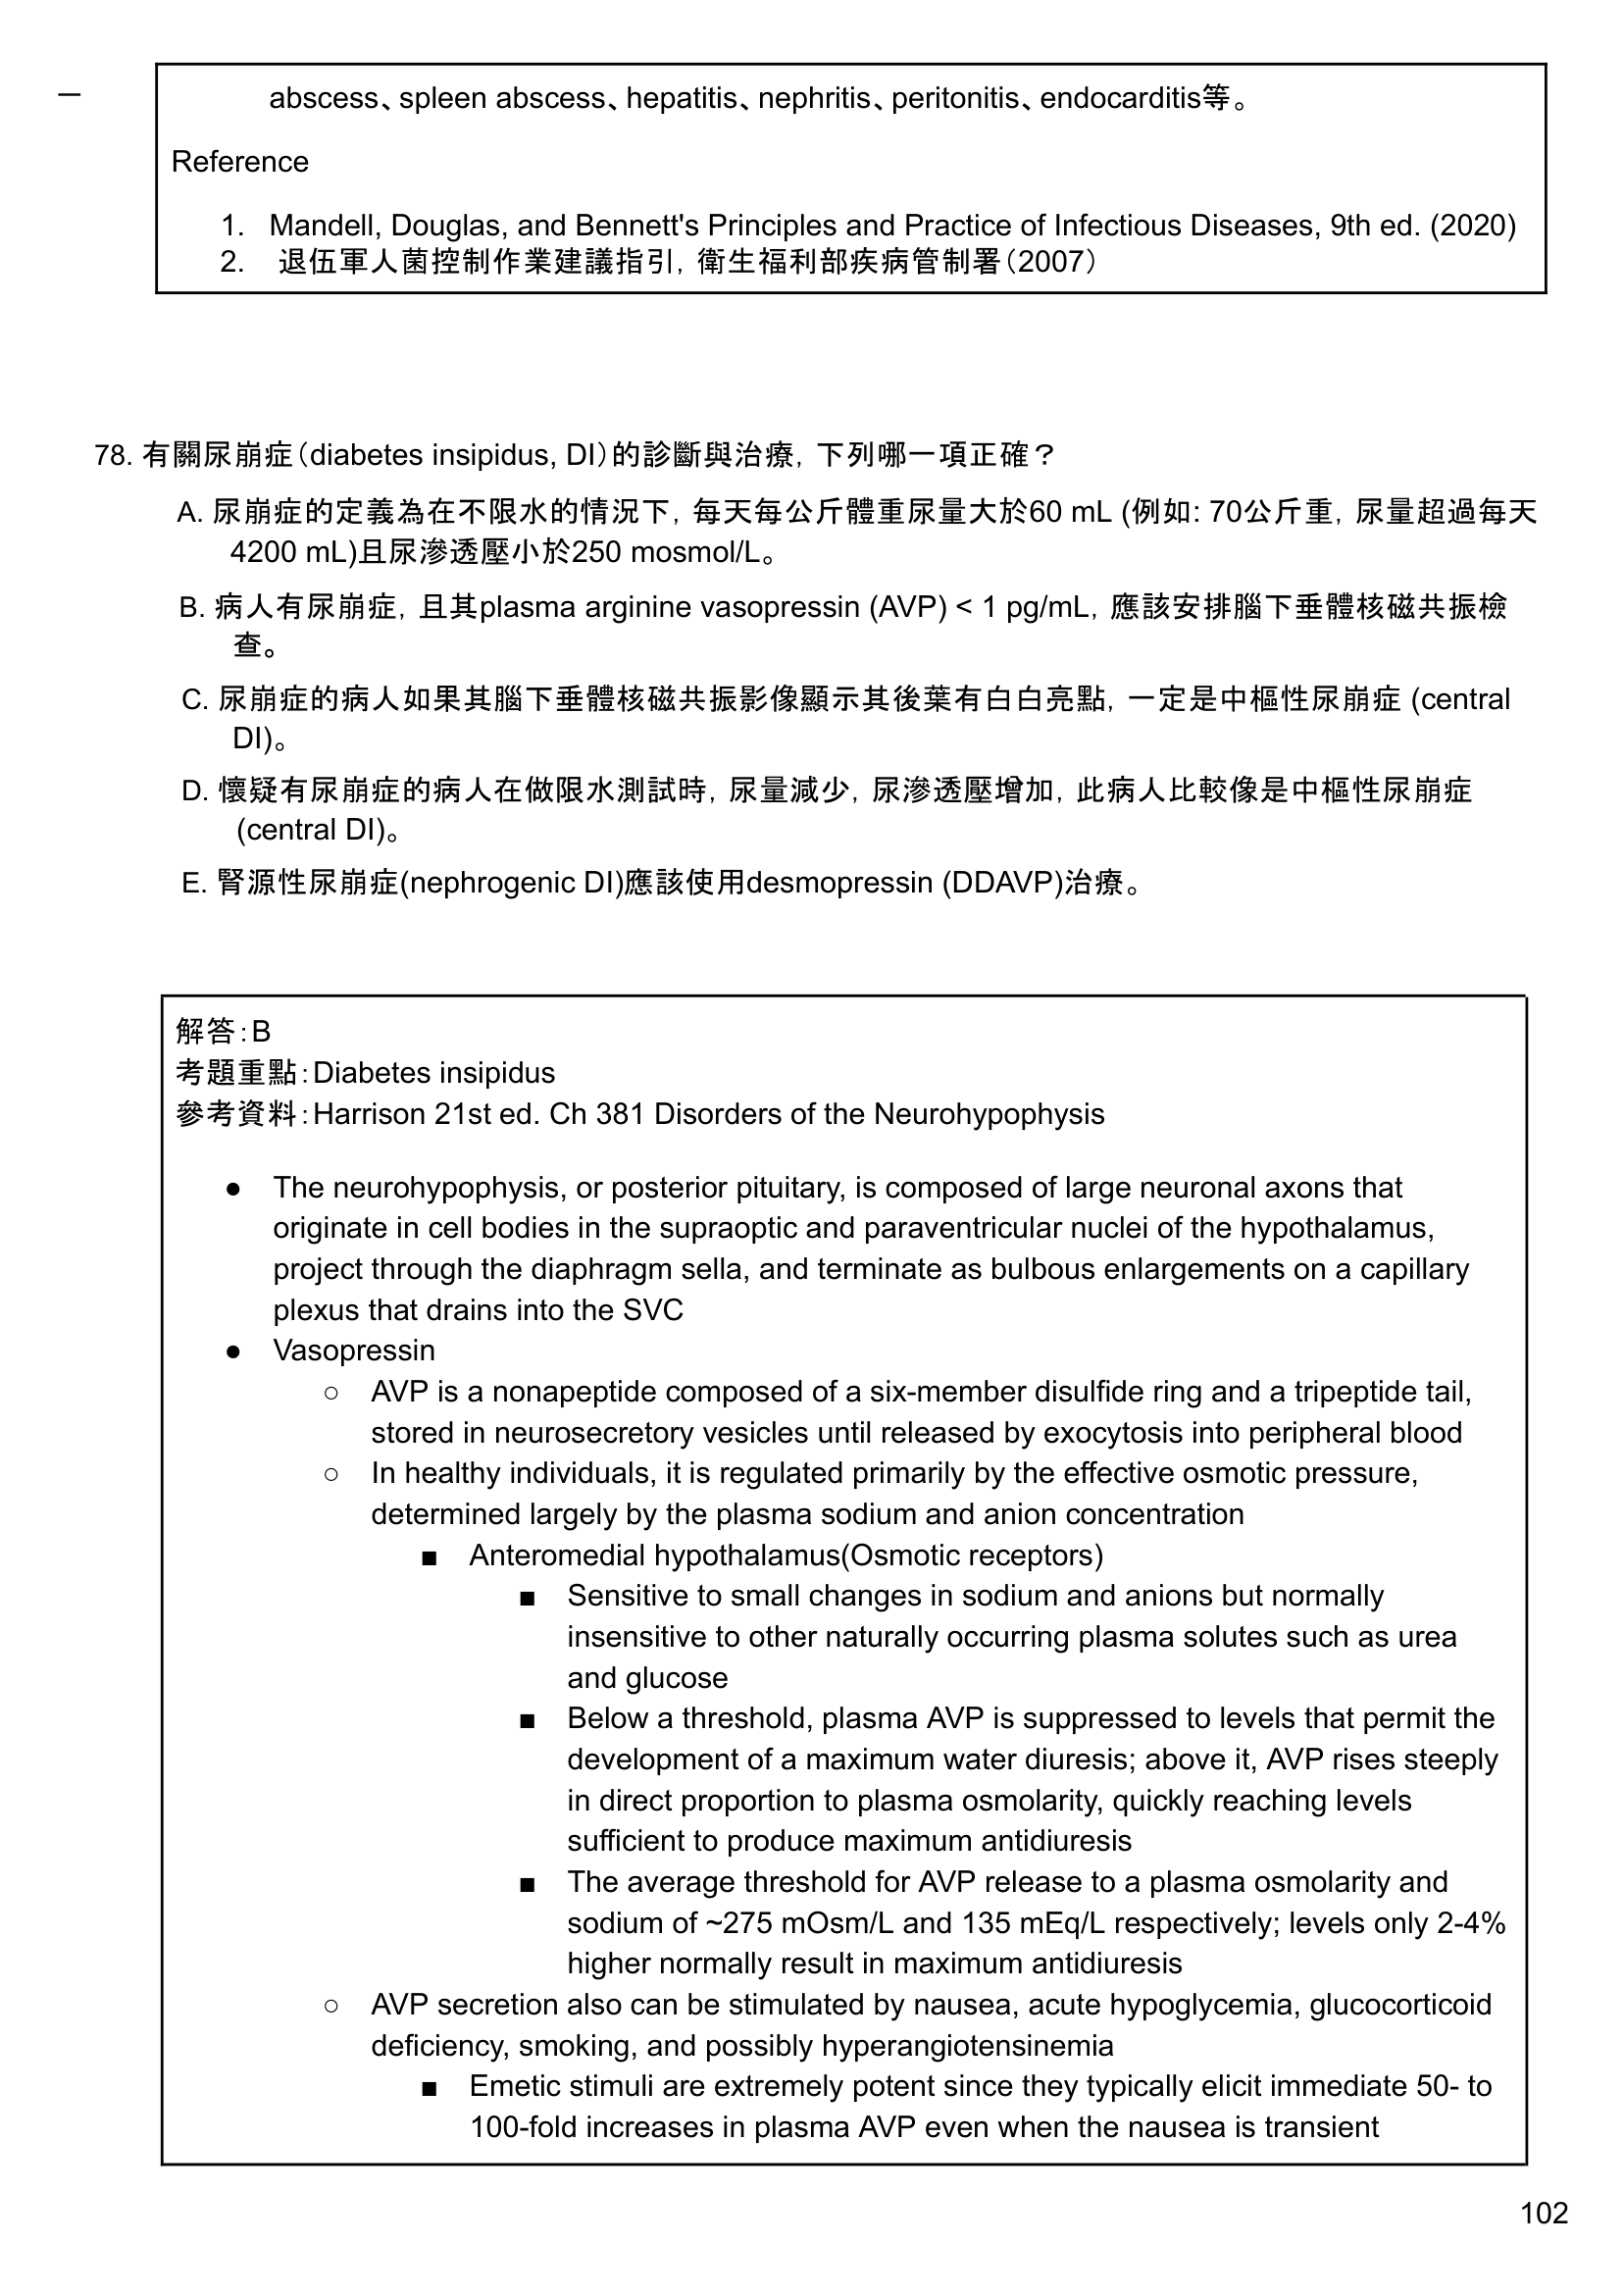 abscess、spleen abscess、hepatitis、nephritis、peritonitis、endocarditis等。
Reference
1. Mandell, Douglas, and Bennett's Principles and Practice of Infectious Diseases, 9th ed. (2020)
2. 退伍軍人菌控制作業建議指引，衛生福利部疾病管制署（2007）
78. 有關尿崩症（diabetes insipidus, DI）的診斷與治療，下列哪一項正確？
A. 尿崩症的定義為在不限水的情況下，每天每公斤體重尿量大於60 mL (例如: 70公斤重，尿量超過每天
4200 mL)且尿滲透壓小於250 mosmol/L。
B. 病人有尿崩症，且其plasma arginine vasopressin (AVP) < 1 pg/mL，應該安排腦下垂體核磁共振檢
查。
C. 尿崩症的病人如果其腦下垂體核磁共振影像顯示其後葉有白白亮點，一定是中樞性尿崩症 (central
DI)。
D. 懷疑有尿崩症的病人在做限水測試時，尿量減少，尿滲透壓增加，此病人比較像是中樞性尿崩症
(central DI)。
E. 腎源性尿崩症(nephrogenic DI)應該使用desmopressin (DDAVP)治療。
解答：B
考題重點：Diabetes insipidus
參考資料：Harrison 21st ed. Ch 381 Disorders of the Neurohypophysis
● The neurohypophysis, or posterior pituitary, is composed of large neuronal axons that
originate in cell bodies in the supraoptic and paraventricular nuclei of the hypothalamus,
project through the diaphragm sella, and terminate as bulbous enlargements on a capillary
plexus that drains into the SVC
● Vasopressin
○ AVP is a nonapeptide composed of a six-member disulfide ring and a tripeptide tail,
stored in neurosecretory vesicles until released by exocytosis into peripheral blood
○ In healthy individuals, it is regulated primarily by the effective osmotic pressure,
determined largely by the plasma sodium and anion concentration
■ Anteromedial hypothalamus(Osmotic receptors)
■ Sensitive to small changes in sodium and anions but normally
insensitive to other naturally occurring plasma solutes such as urea
and glucose
■ Below a threshold, plasma AVP is suppressed to levels that permit the
development of a maximum water diuresis; above it, AVP rises steeply
in direct proportion to plasma osmolarity, quickly reaching levels
sufficient to produce maximum antidiuresis
■ The average threshold for AVP release to a plasma osmolarity and
sodium of ~275 mOsm/L and 135 mEq/L respectively; levels only 2-4%
higher normally result in maximum antidiuresis
○ AVP secretion also can be stimulated by nausea, acute hypoglycemia, glucocorticoid
deficiency, smoking, and possibly hyperangiotensinemia
■ Emetic stimuli are extremely potent since they typically elicit immediate 50- to
100-fold increases in plasma AVP even when the nausea is transient
102